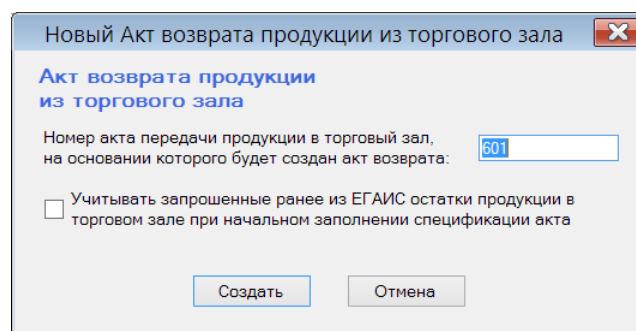 Новый Акт возврата продукции из торгового зала
Акт возврата продукции
из торгового зала
Номер акта передачи продукции в торговый зал,
на основании которого будет создан акт возврата:
601
Учитывать запрошенные ранее из ЕГАИС остатки продукции в
торговом зале при начальном заполнении спецификации акта
Создать
Отмена